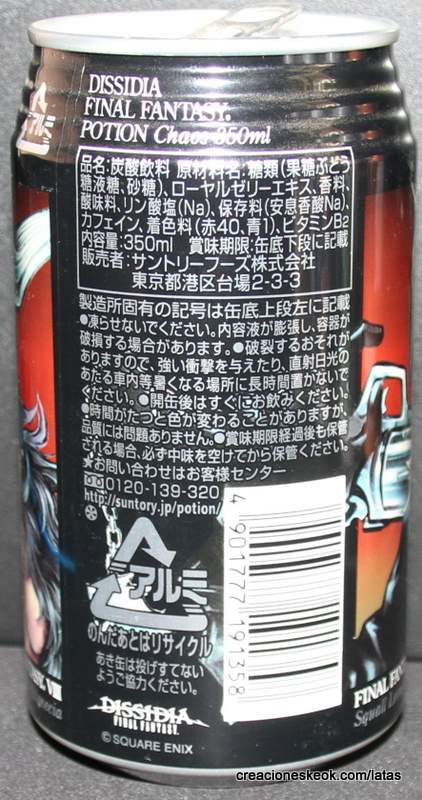 DISSIDIA
FINAL FANTASY®
POTION Chaos 350ml
品名:炭酸飲料 原材料名:糖類(果糖ぶどう
糖液糖、砂糖)、ローヤルゼリーエキス、香料、
酸味料、リン酸塩(Na)、保存料(安息香酸Na)、
カフェイン、着色料(赤40、青1)、ビタミンB2
内容量:350ml 賞味期限:缶底下段に記載
販売者:サントリーフーズ株式会社
東京都港区台場2-3-3
製造所固有の記号は缶底上段左に記載
●凍らせないでください。内容液が膨張し、容器が
破損する場合があります。●破裂するおそれが
ありますので、強い衝撃を与えたり、直射日光の
あたる車内等暑くなる場所に長時間置かないで
ください。●開缶後はすぐにお飲みください。
●時間がたつと色が変わることがありますが、
品質には問題ありません。●賞味期限経過後も保管
される場合、必ず中味を空けてから保管ください。
★お問い合わせはお客様センター
0120-139-320
http://suntory.jp/potion/
4 901777 191358
アルミ
のんだあとはリサイクル
あき缶は投げすてない
ようご協力ください。
DISSIDIA
FINAL FANTASY®
© SQUARE ENIX
VIII
FINAL FANT
Squall L
creacioneskeok.com/latas